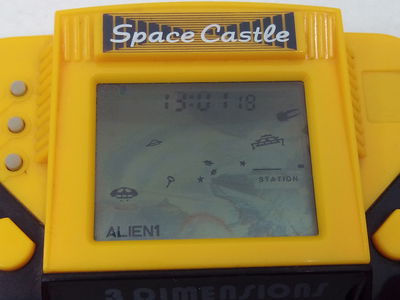 Space Castle
13:01 18
STATION
ALIEN1
3 DIMENSIONS